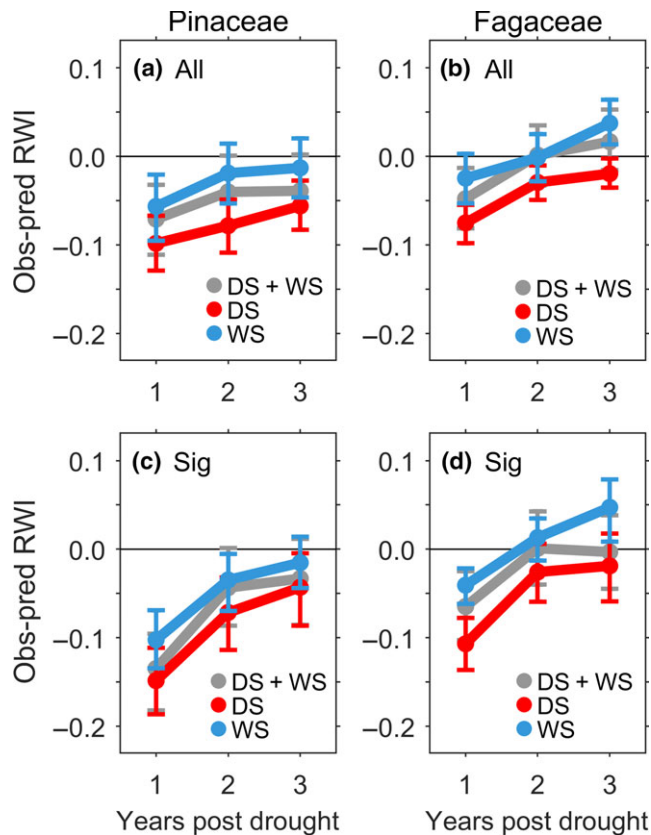 Pinaceae
Fagaceae
(a) All
(b) All
Obs-pred RWI
0.1
0.0
–0.1
–0.2
DS + WS
DS
WS
1 2 3
0.1
0.0
–0.1
–0.2
DS + WS
DS
WS
1 2 3
(c) Sig
(d) Sig
Obs-pred RWI
0.1
0.0
–0.1
–0.2
DS + WS
DS
WS
1 2 3
Years post drought
0.1
0.0
–0.1
–0.2
DS + WS
DS
WS
1 2 3
Years post drought